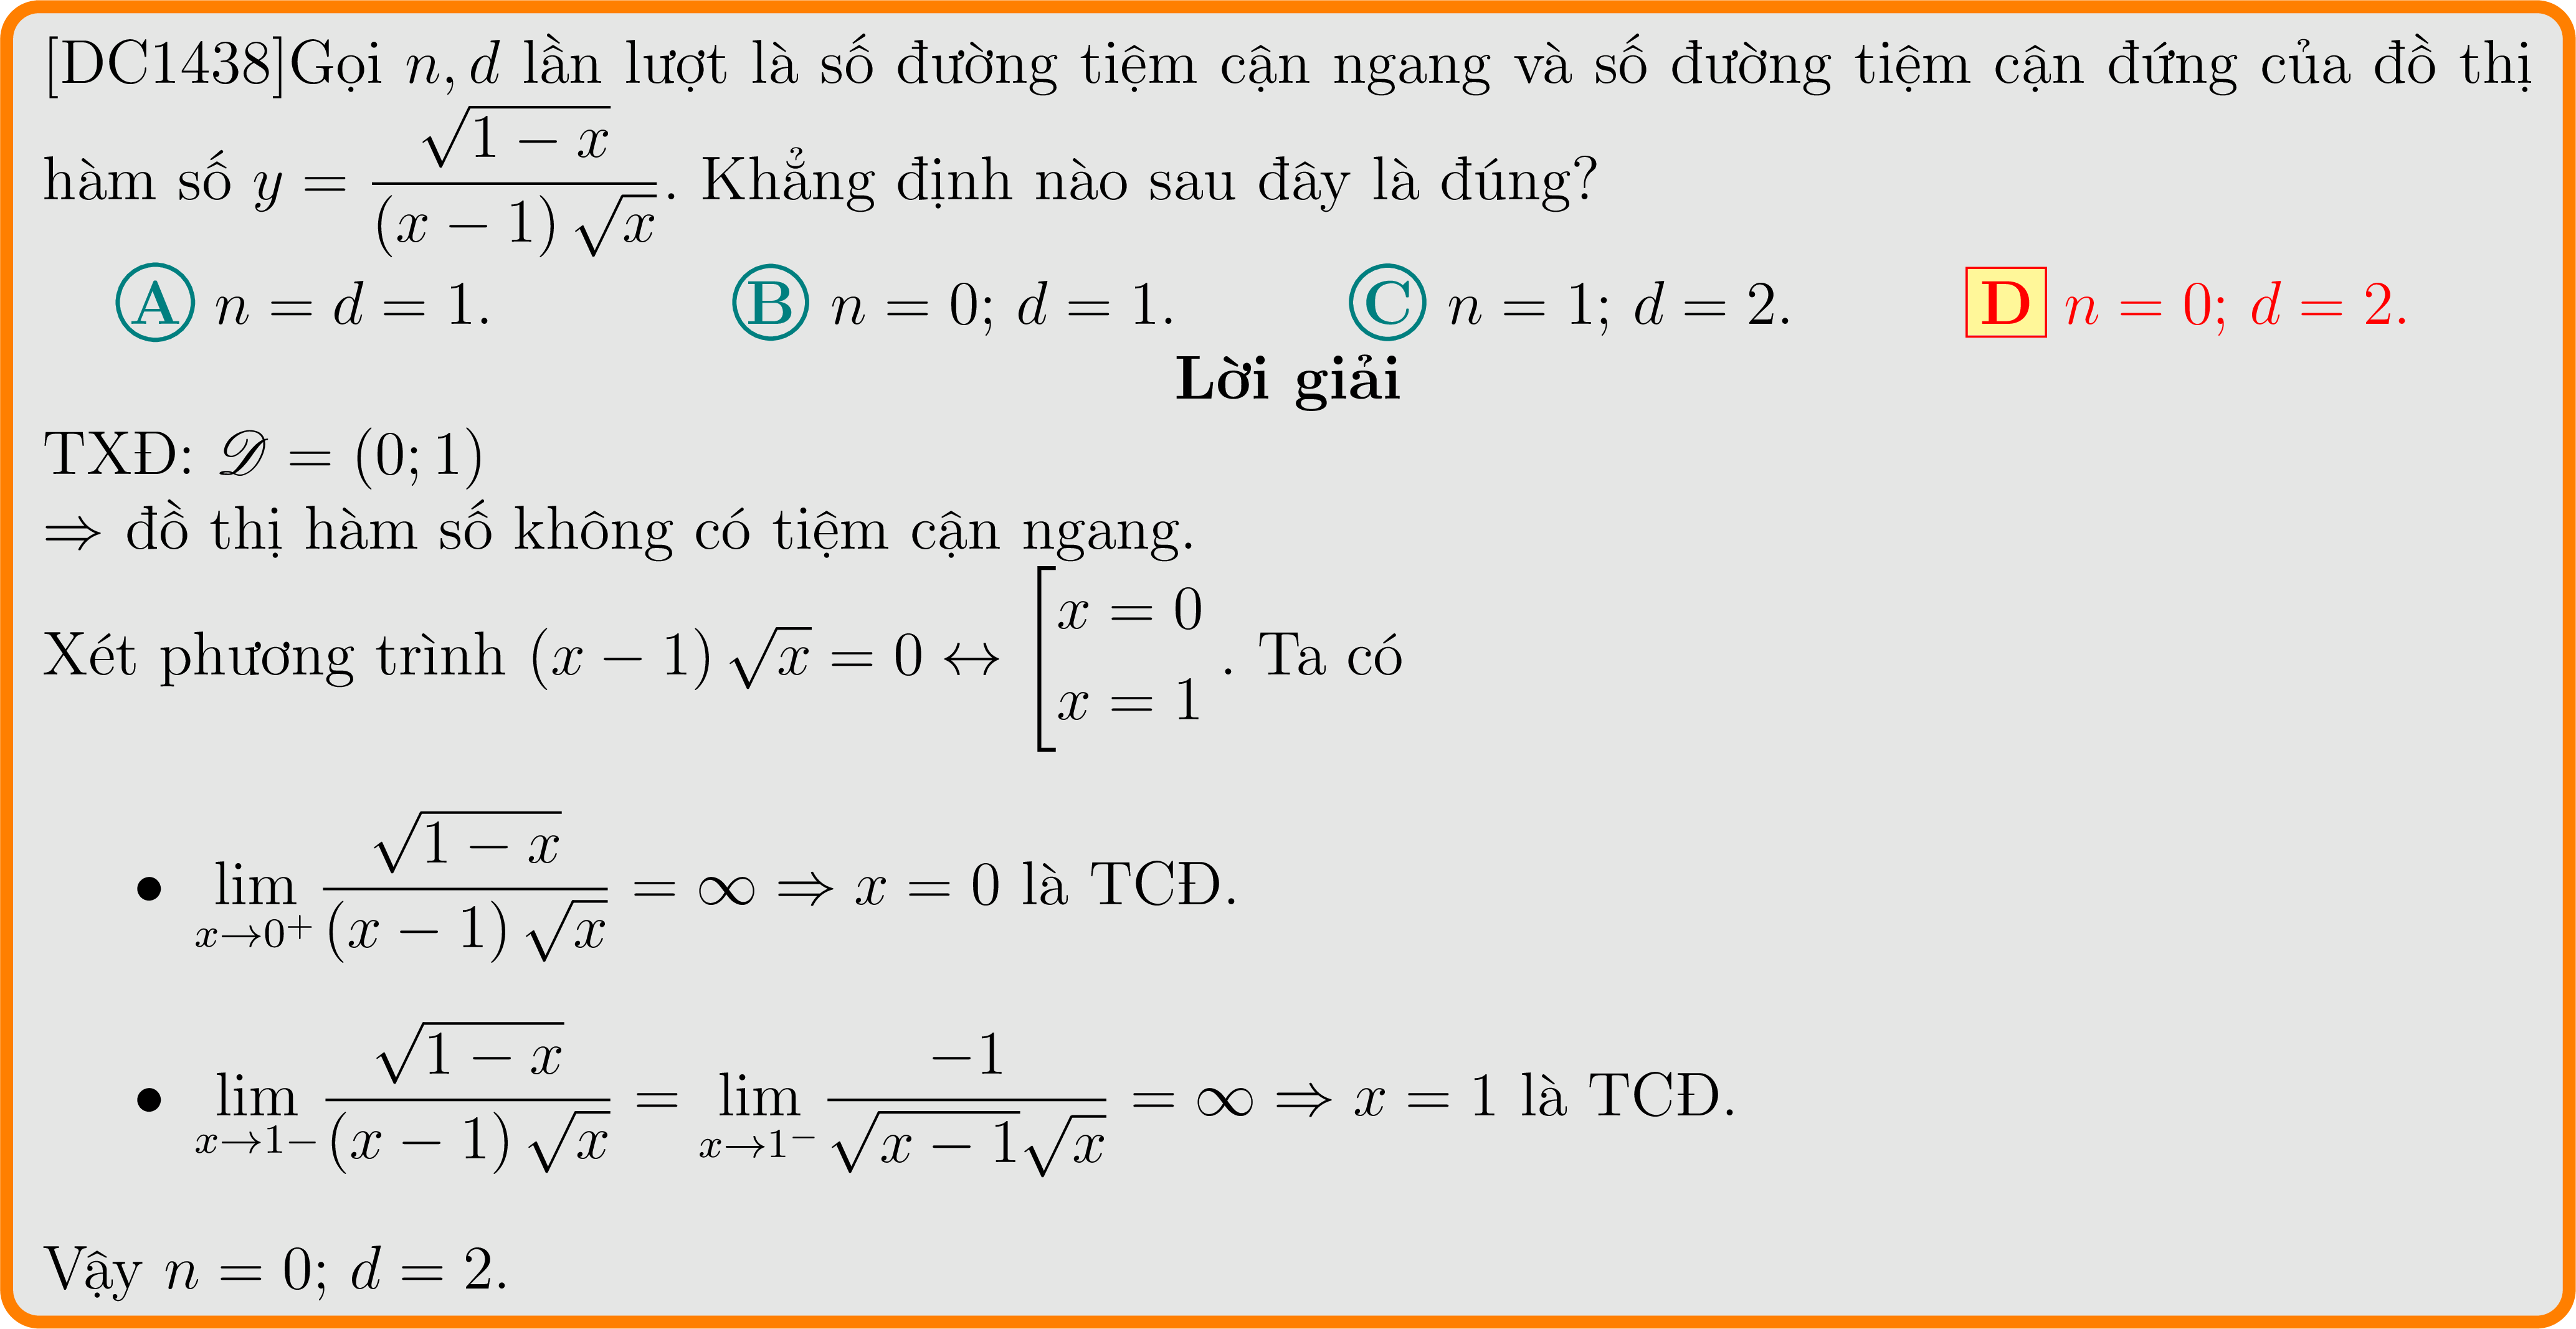 [DC1438]Gọi n, d lần lượt là số đường tiệm cận ngang và số đường tiệm cận đứng của đồ thị
hàm số $y = \dfrac{\sqrt{1-x}}{(x-1)\sqrt{x}}$. Khẳng định nào sau đây là đúng?
A n = d = 1. B n = 0; d = 1. C n = 1; d = 2. D n = 0; d = 2.
Lời giải
TXĐ: $\mathscr{D} = (0; 1)$
⇒ đồ thị hàm số không có tiệm cận ngang.
Xét phương trình $(x-1)\sqrt{x} = 0 \leftrightarrow \left[\begin{array}{l} x = 0 \\ x = 1 \end{array}\right.$. Ta có
• $\lim\limits_{x \to 0^+} \dfrac{\sqrt{1-x}}{(x-1)\sqrt{x}} = \infty \Rightarrow x = 0$ là TCĐ.
• $\lim\limits_{x \to 1-} \dfrac{\sqrt{1-x}}{(x-1)\sqrt{x}} = \lim\limits_{x \to 1^-} \dfrac{-1}{\sqrt{x-1}\sqrt{x}} = \infty \Rightarrow x = 1$ là TCĐ.
Vậy n = 0; d = 2.